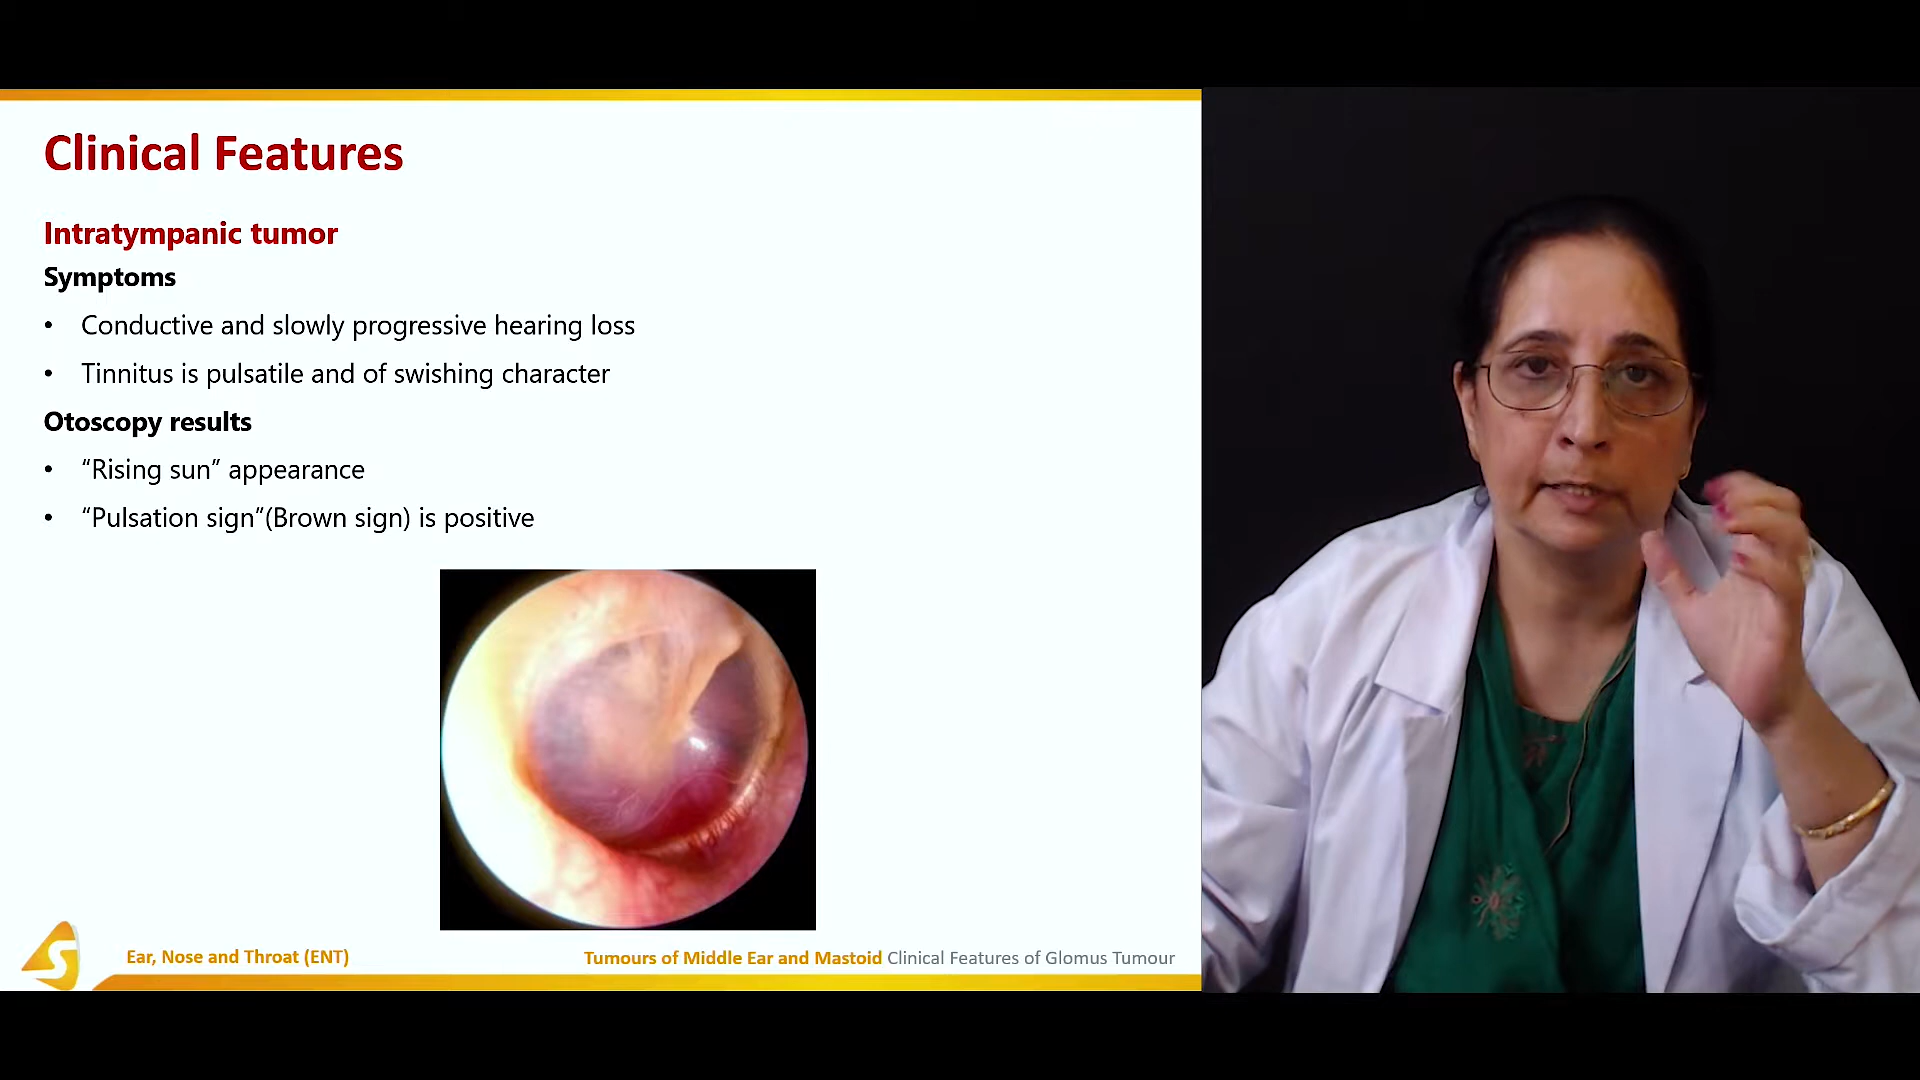 Clinical Features
Intratympanic tumor
Symptoms
• Conductive and slowly progressive hearing loss
• Tinnitus is pulsatile and of swishing character
Otoscopy results
• “Rising sun” appearance
• “Pulsation sign”(Brown sign) is positive
S
Ear, Nose and Throat (ENT)
Tumours of Middle Ear and Mastoid Clinical Features of Glomus Tumour